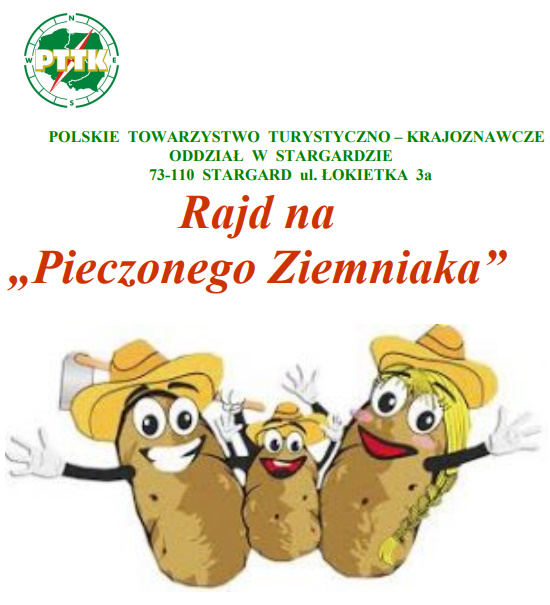 N
PTTK
W E
S
POLSKIE TOWARZYSTWO TURYSTYCZNO – KRAJOZNAWCZE
ODDZIAŁ W STARGARDZIE
73-110 STARGARD ul. ŁOKIETKA 3a
Rajd na
„Pieczonego Ziemniaka”